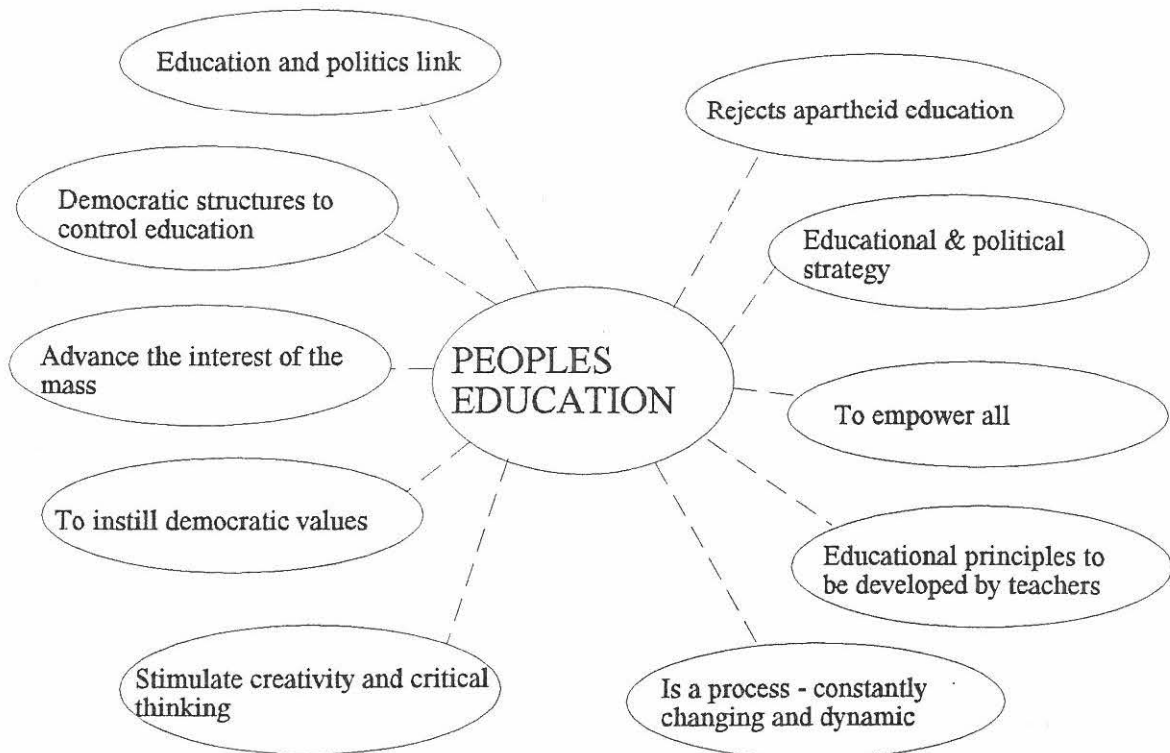 Education and politics link
Rejects apartheid education
Democratic structures to
control education
Educational & political
strategy
Advance the interest of the
mass
PEOPLES
EDUCATION
To empower all
To instill democratic values
Educational principles to
be developed by teachers
Stimulate creativity and critical
thinking
Is a process - constantly
changing and dynamic